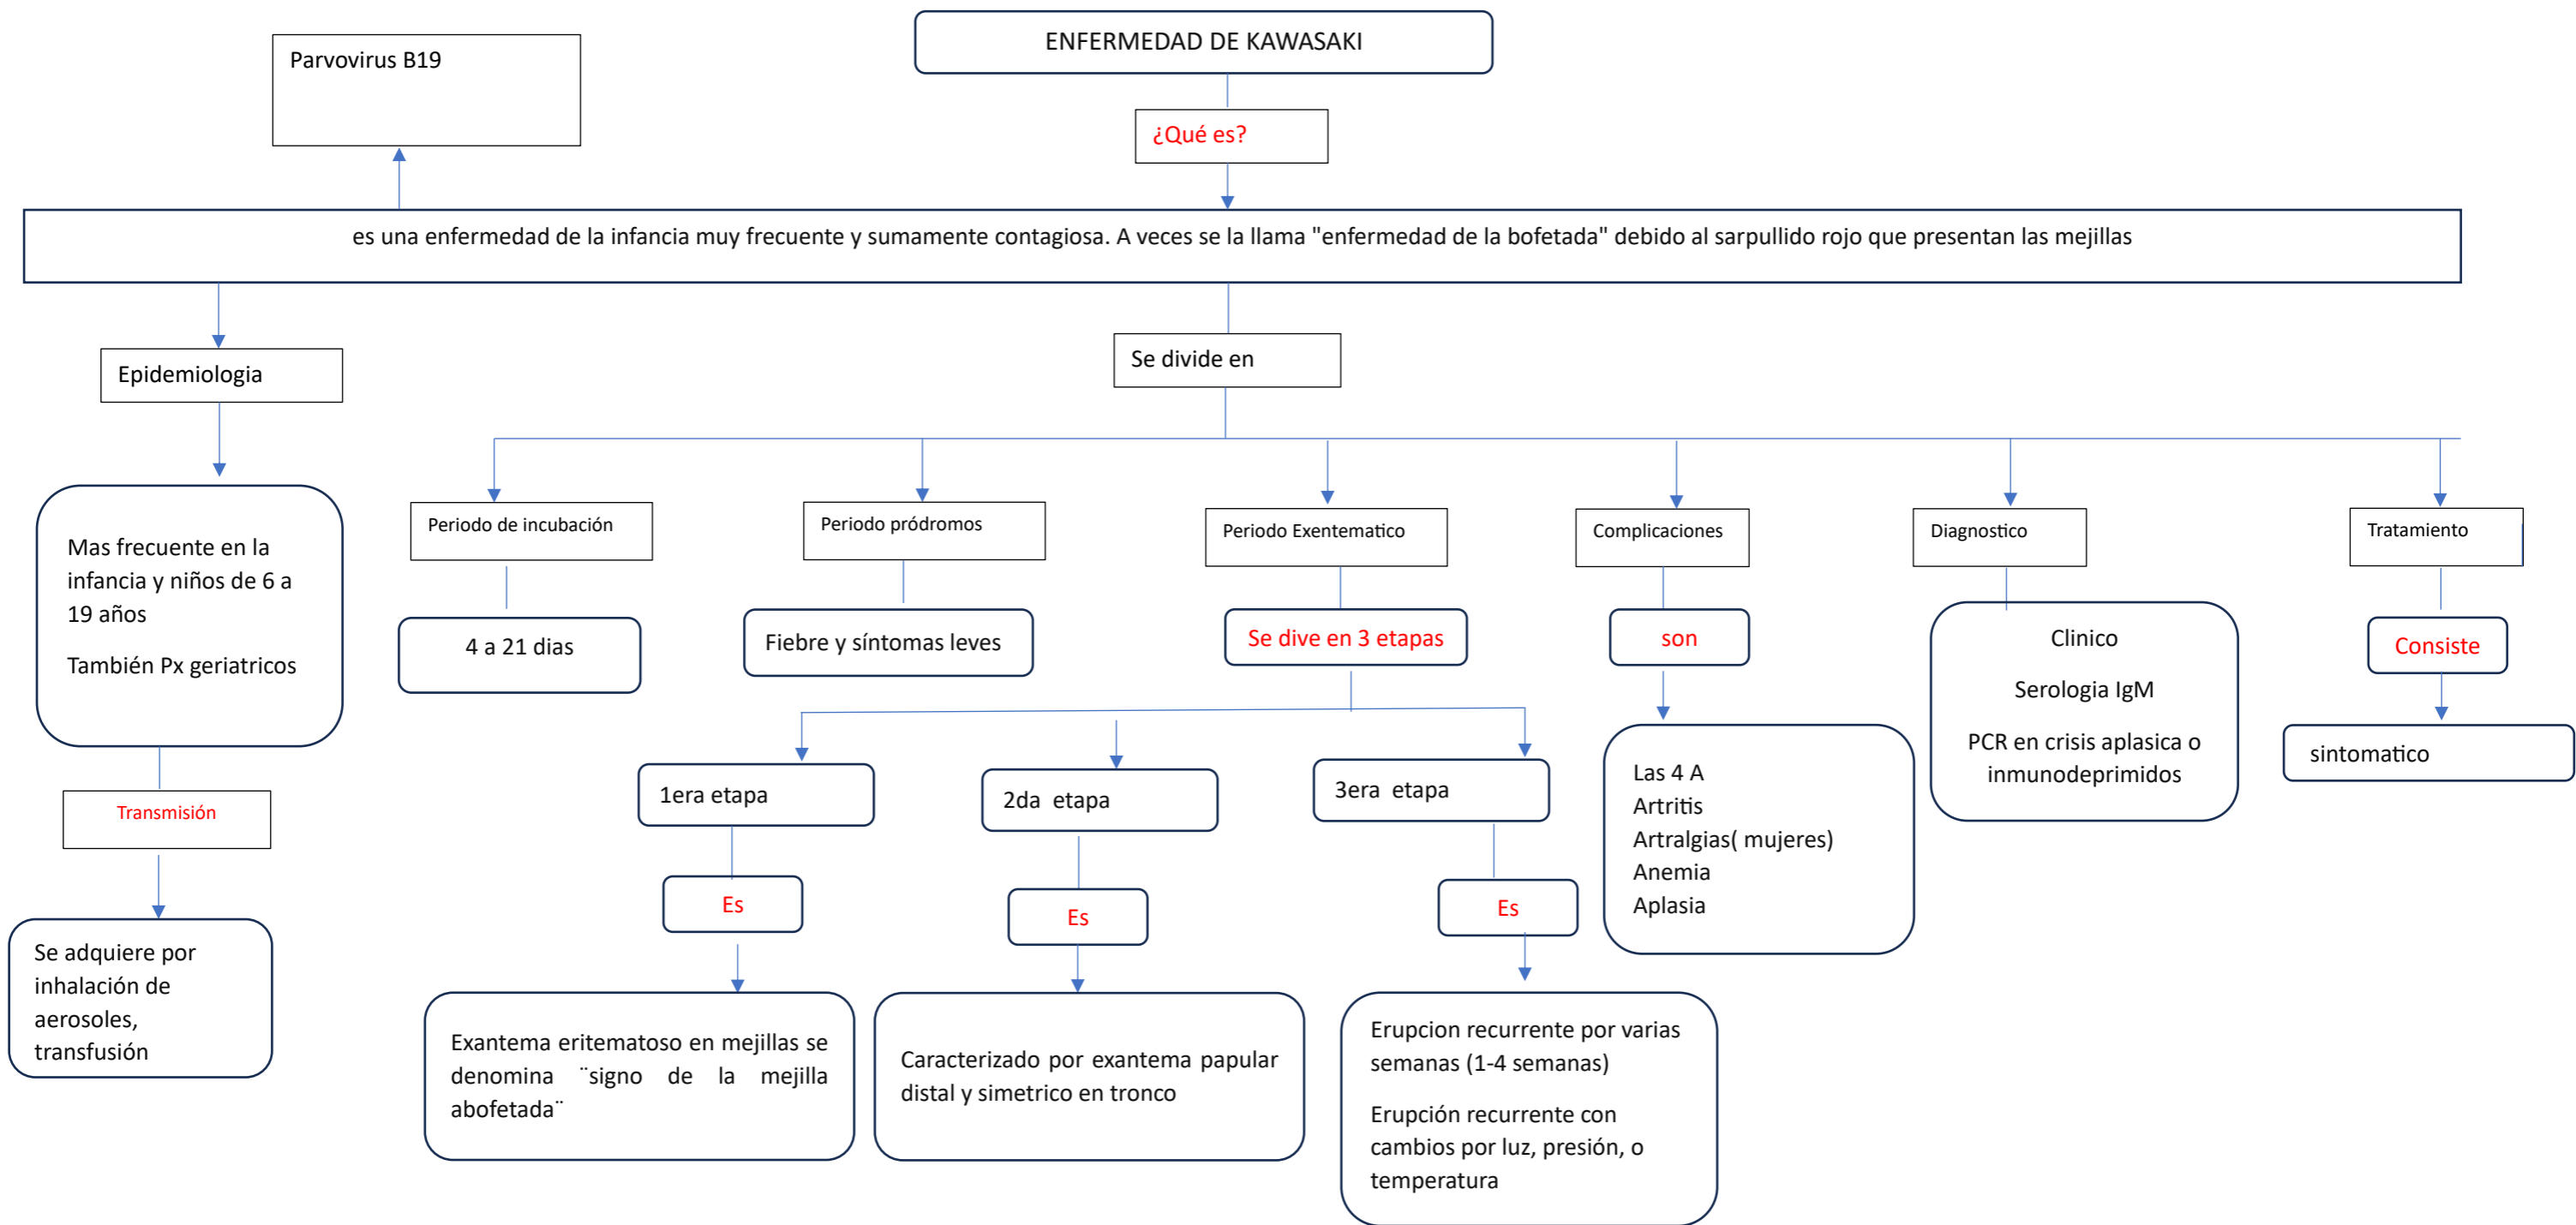 ENFERMEDAD DE KAWASAKI
Parvovirus B19
¿Qué es?
es una enfermedad de la infancia muy frecuente y sumamente contagiosa. A veces se la llama "enfermedad de la bofetada" debido al sarpullido rojo que presentan las mejillas
Epidemiologia
Se divide en
Mas frecuente en la
infancia y niños de 6 a
19 años
También Px geriatricos
Transmisión
Se adquiere por
inhalación de
aerosoles,
transfusión
Periodo de incubación
4 a 21 dias
Periodo pródromos
Fiebre y síntomas leves
Periodo Exentematico
Se dive en 3 etapas
1era etapa
Es
Exantema eritematoso en mejillas se
denomina ¨signo de la mejilla
abofetada¨
2da  etapa
Es
Caracterizado por exantema papular
distal y simetrico en tronco
3era  etapa
Es
Erupcion recurrente por varias
semanas (1-4 semanas)
Erupción recurrente con
cambios por luz, presión, o
temperatura
Complicaciones
son
Las 4 A
Artritis
Artralgias( mujeres)
Anemia
Aplasia
Diagnostico
Clinico
Serologia IgM
PCR en crisis aplasica o
inmunodeprimidos
Tratamiento
Consiste
sintomatico